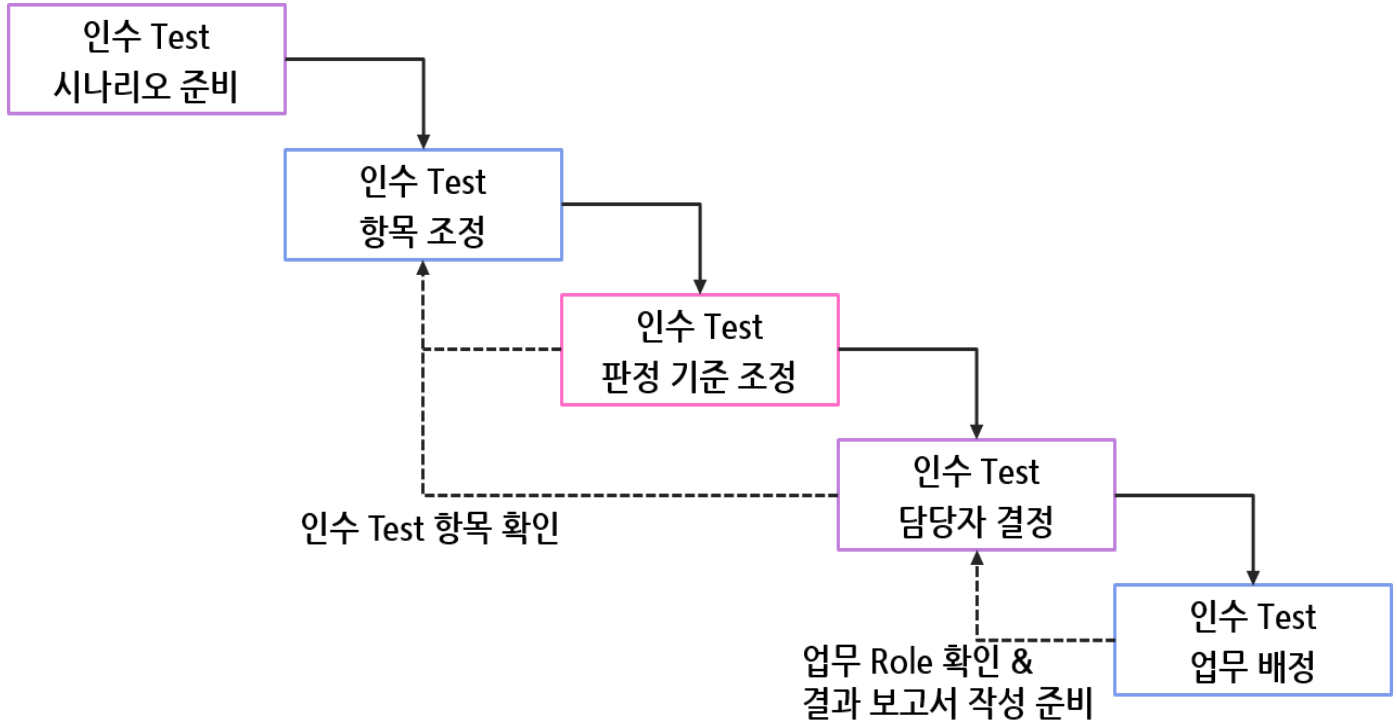 인수 Test
시나리오 준비
인수 Test
항목 조정
인수 Test
판정 기준 조정
인수 Test
담당자 결정
인수 Test 항목 확인
인수 Test
업무 배정
업무 Role 확인 &
결과 보고서 작성 준비